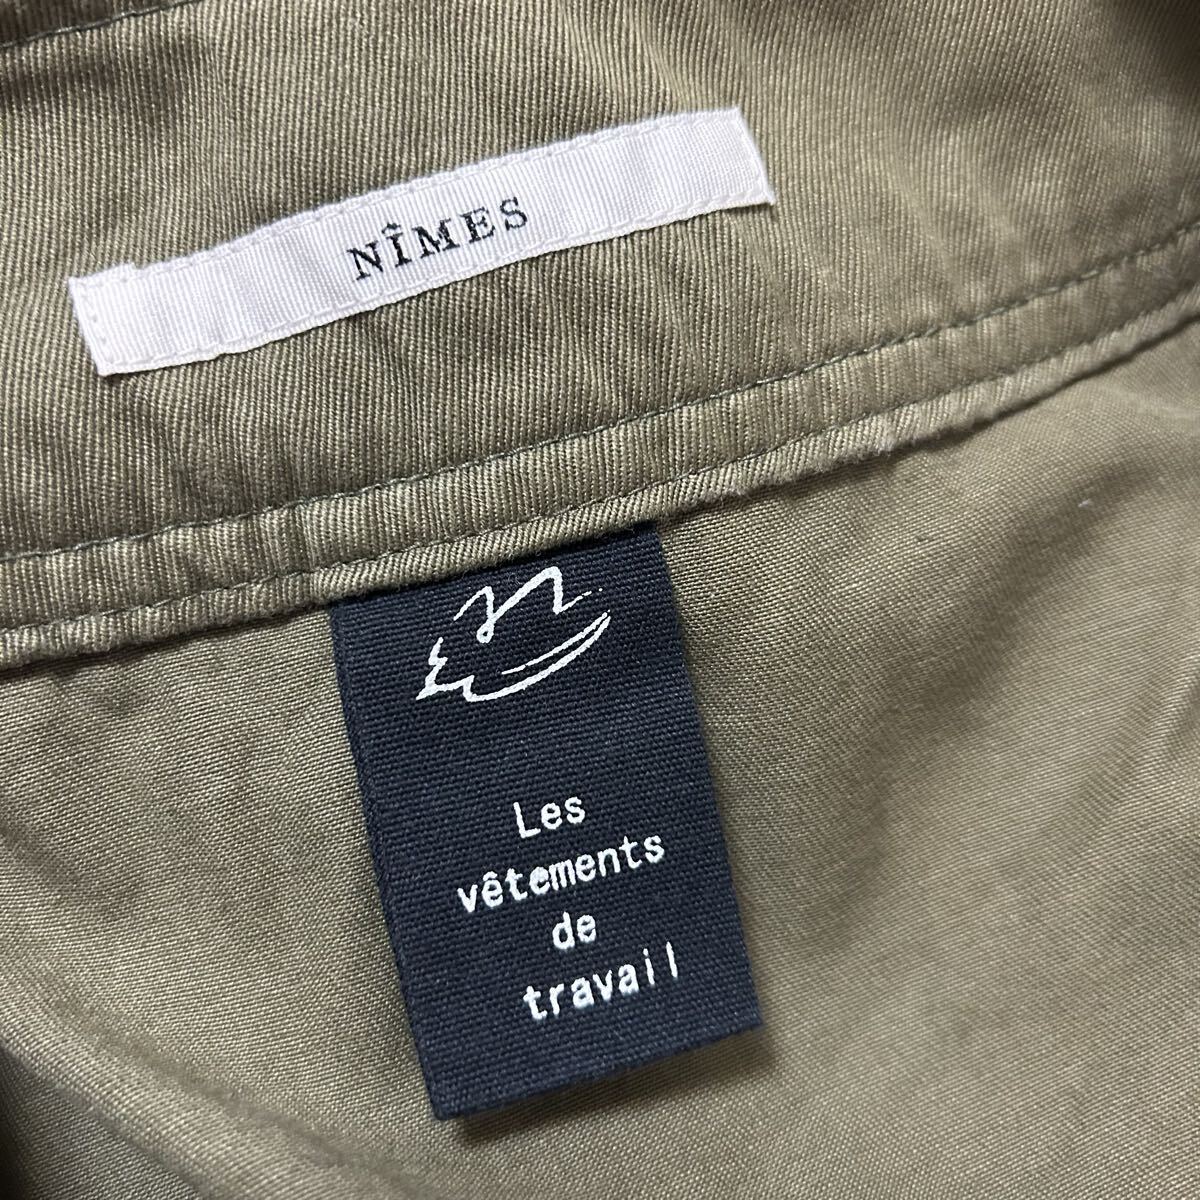 NÎMES
Les
vêtements
de
travail